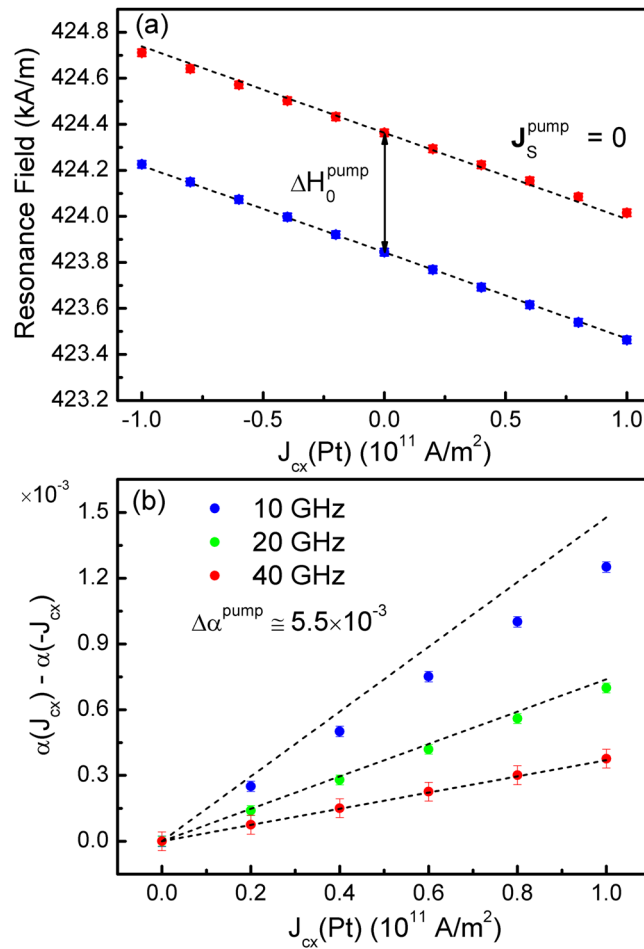 (a)
Resonance Field (kA/m)
424.8
424.6
424.4
424.2
424.0
423.8
423.6
423.4
423.2
J_S^pump = 0
ΔH_0^pump
-1.0 -0.5 0.0 0.5 1.0
J_cx(Pt) (10^11 A/m^2)
×10^-3
(b)
α(J_cx) - α(-J_cx)
1.5
1.2
0.9
0.6
0.3
0.0
10 GHz
20 GHz
40 GHz
Δα^pump ≅ 5.5×10^-3
0.0 0.2 0.4 0.6 0.8 1.0
J_cx(Pt) (10^11 A/m^2)